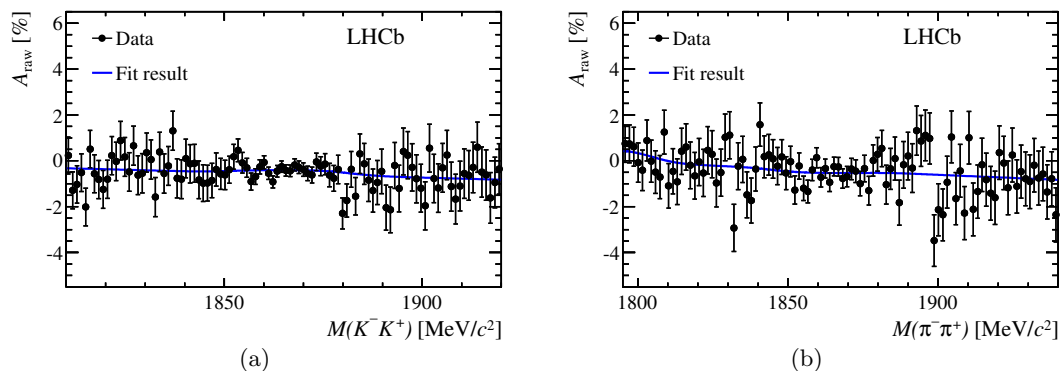 A_raw [%]
6
4
2
0
-2
-4
LHCb
Data
Fit result
1850
1900
M(K⁻K⁺) [MeV/c²]
(a)
A_raw [%]
6
4
2
0
-2
-4
LHCb
Data
Fit result
1800
1850
1900
M(π⁻π⁺) [MeV/c²]
(b)